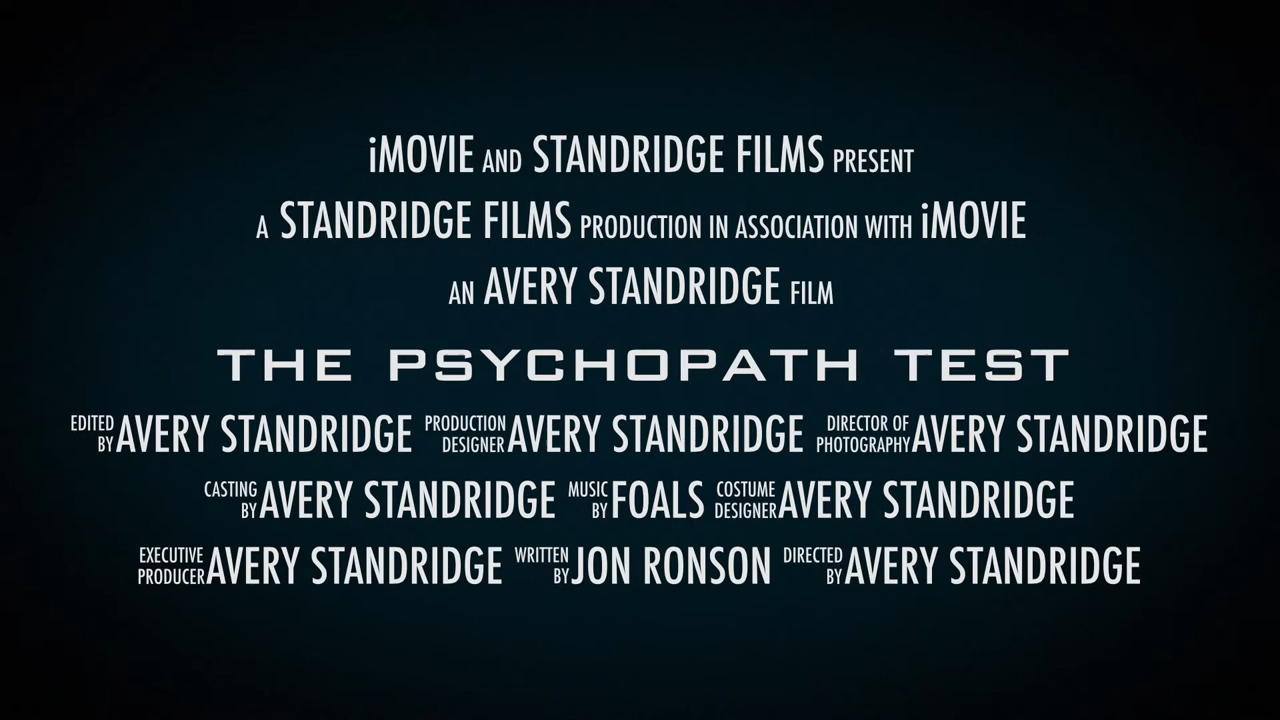 iMOVIE AND STANDRIDGE FILMS PRESENT
A STANDRIDGE FILMS PRODUCTION IN ASSOCIATION WITH iMOVIE
AN AVERY STANDRIDGE FILM
THE PSYCHOPATH TEST
EDITED BY AVERY STANDRIDGE PRODUCTION DESIGNER AVERY STANDRIDGE DIRECTOR OF PHOTOGRAPHY AVERY STANDRIDGE
CASTING BY AVERY STANDRIDGE MUSIC BY FOALS COSTUME DESIGNER AVERY STANDRIDGE
EXECUTIVE PRODUCER AVERY STANDRIDGE WRITTEN BY JON RONSON DIRECTED BY AVERY STANDRIDGE